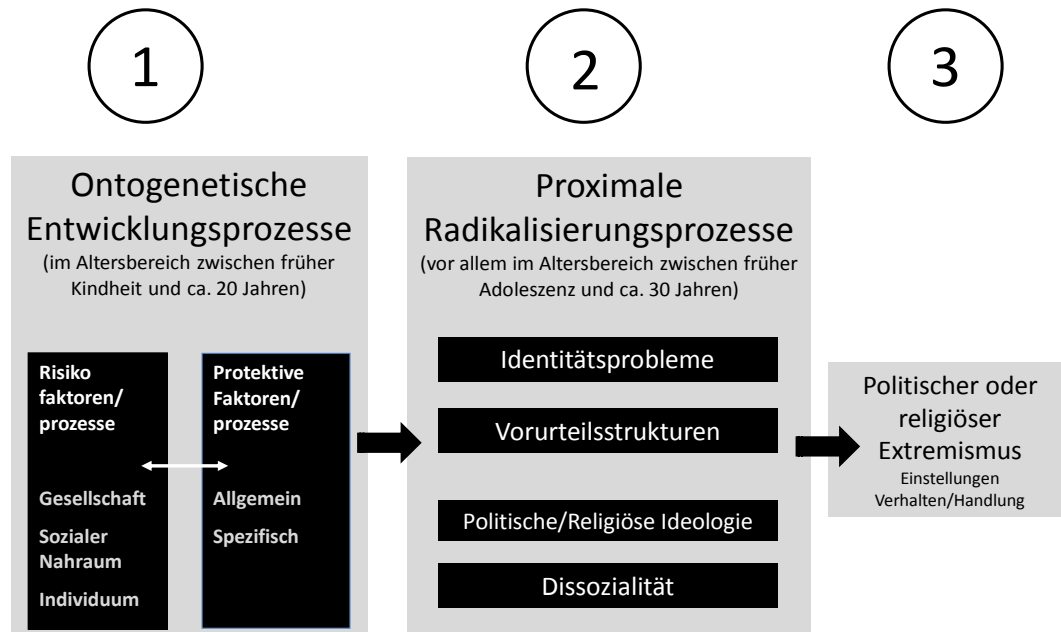 1
2
3
Ontogenetische
Entwicklungsprozesse
(im Altersbereich zwischen früher
Kindheit und ca. 20 Jahren)
Risiko
faktoren/
prozesse
Gesellschaft
Sozialer
Nahraum
Individuum
Protektive
Faktoren/
prozesse
Allgemein
Spezifisch
Proximale
Radikalisierungsprozesse
(vor allem im Altersbereich zwischen früher
Adoleszenz und ca. 30 Jahren)
Identitätsprobleme
Vorurteilsstrukturen
Politische/Religiöse Ideologie
Dissozialität
Politischer oder
religiöser
Extremismus
Einstellungen
Verhalten/Handlung